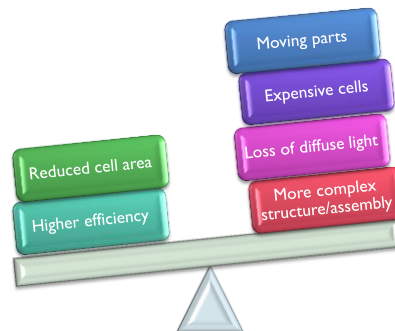 Moving parts
Expensive cells
Loss of diffuse light
More complex
structure/assembly
Reduced cell area
Higher efficiency